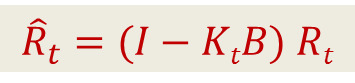 R̂ₜ = (I − KₜB) Rₜ